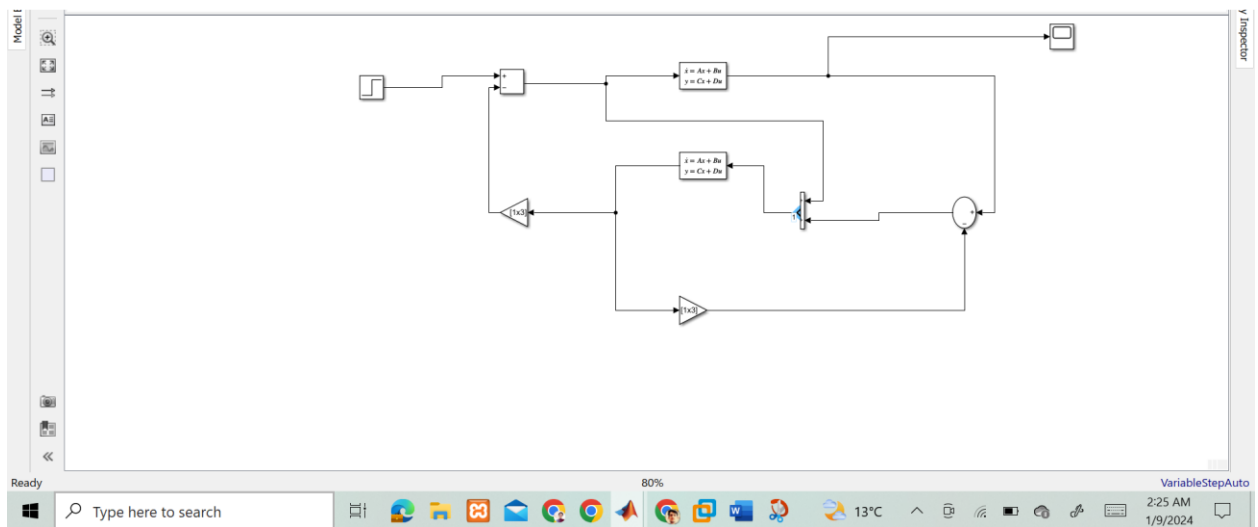 Model E
y Inspector
+
−
ẋ = Ax + Bu
y = Cx + Du
ẋ = Ax + Bu
y = Cx + Du
[1x3]
1
+
−
[1x3]
Ready
80%
VariableStepAuto
Type here to search
13°C
2:25 AM
1/9/2024